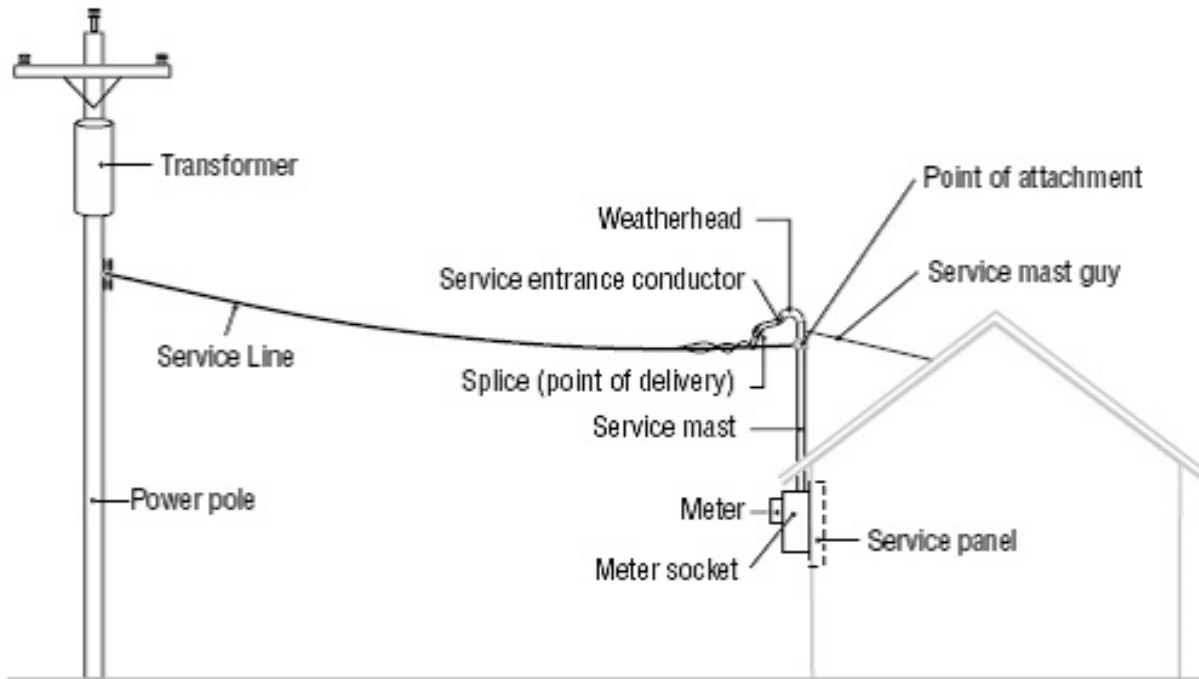 Transformer
Point of attachment
Weatherhead
Service entrance conductor
Service mast guy
Service Line
Splice (point of delivery)
Service mast
Power pole
Meter
Service panel
Meter socket